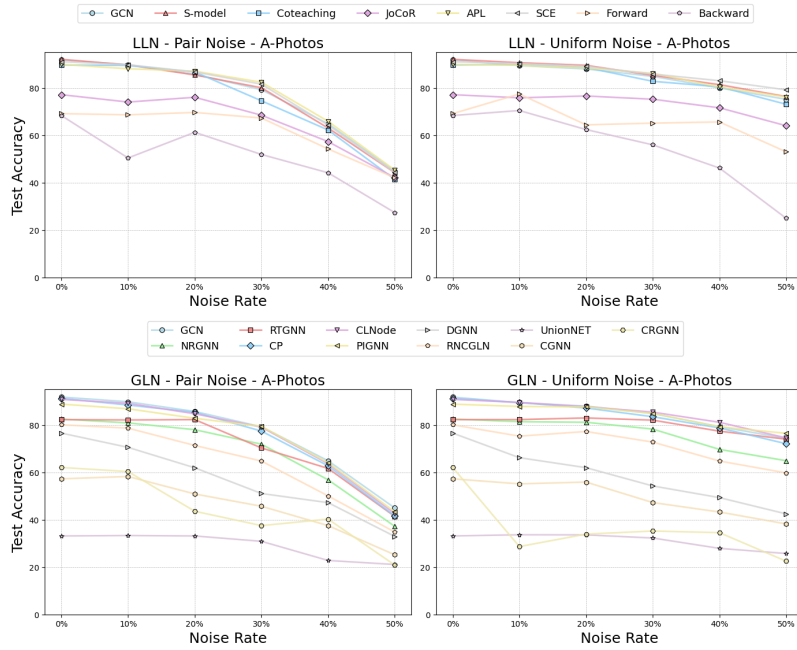 GCN S-model Coteaching JoCoR APL SCE Forward Backward
LLN - Pair Noise - A-Photos
LLN - Uniform Noise - A-Photos
Test Accuracy
80
60
40
20
0
0% 10% 20% 30% 40% 50%
Noise Rate
80
60
40
20
0
0% 10% 20% 30% 40% 50%
Noise Rate
GCN RTGNN CLNode DGNN UnionNET CRGNN
NRGNN CP PIGNN RNCGLN CGNN
GLN - Pair Noise - A-Photos
GLN - Uniform Noise - A-Photos
Test Accuracy
80
60
40
20
0
0% 10% 20% 30% 40% 50%
Noise Rate
80
60
40
20
0
0% 10% 20% 30% 40% 50%
Noise Rate